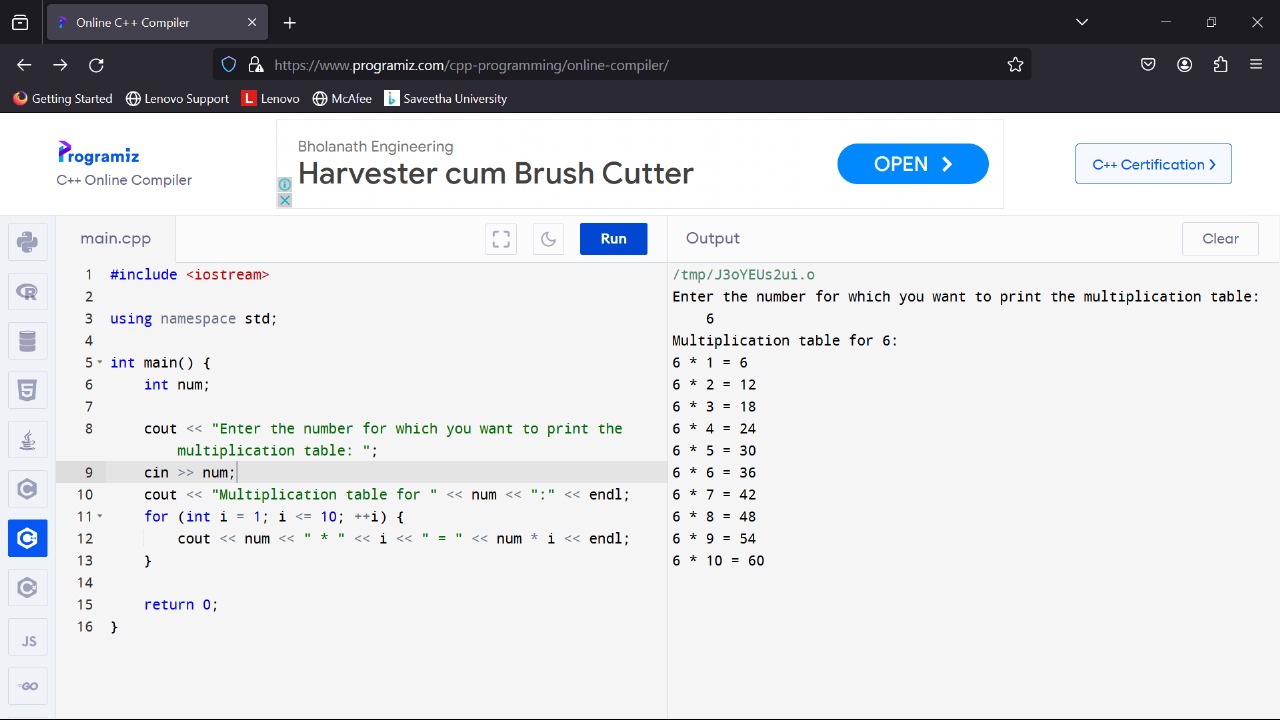 Online C++ Compiler
https://www.programiz.com/cpp-programming/online-compiler/
Getting Started Lenovo Support L Lenovo McAfee Saveetha University
Programiz
C++ Online Compiler
Bholanath Engineering
Harvester cum Brush Cutter
OPEN
C++ Certification
main.cpp
Run
Output
Clear
1 #include <iostream>
2
3 using namespace std;
4
5 int main() {
6 int num;
7
8 cout << "Enter the number for which you want to print the
multiplication table: ";
9 cin >> num;
10 cout << "Multiplication table for " << num << ":" << endl;
11 for (int i = 1; i <= 10; ++i) {
12 cout << num << " * " << i << " = " << num * i << endl;
13 }
14
15 return 0;
16 }
/tmp/J3oYEUs2ui.o
Enter the number for which you want to print the multiplication table:
6
Multiplication table for 6:
6 * 1 = 6
6 * 2 = 12
6 * 3 = 18
6 * 4 = 24
6 * 5 = 30
6 * 6 = 36
6 * 7 = 42
6 * 8 = 48
6 * 9 = 54
6 * 10 = 60
JS
GO